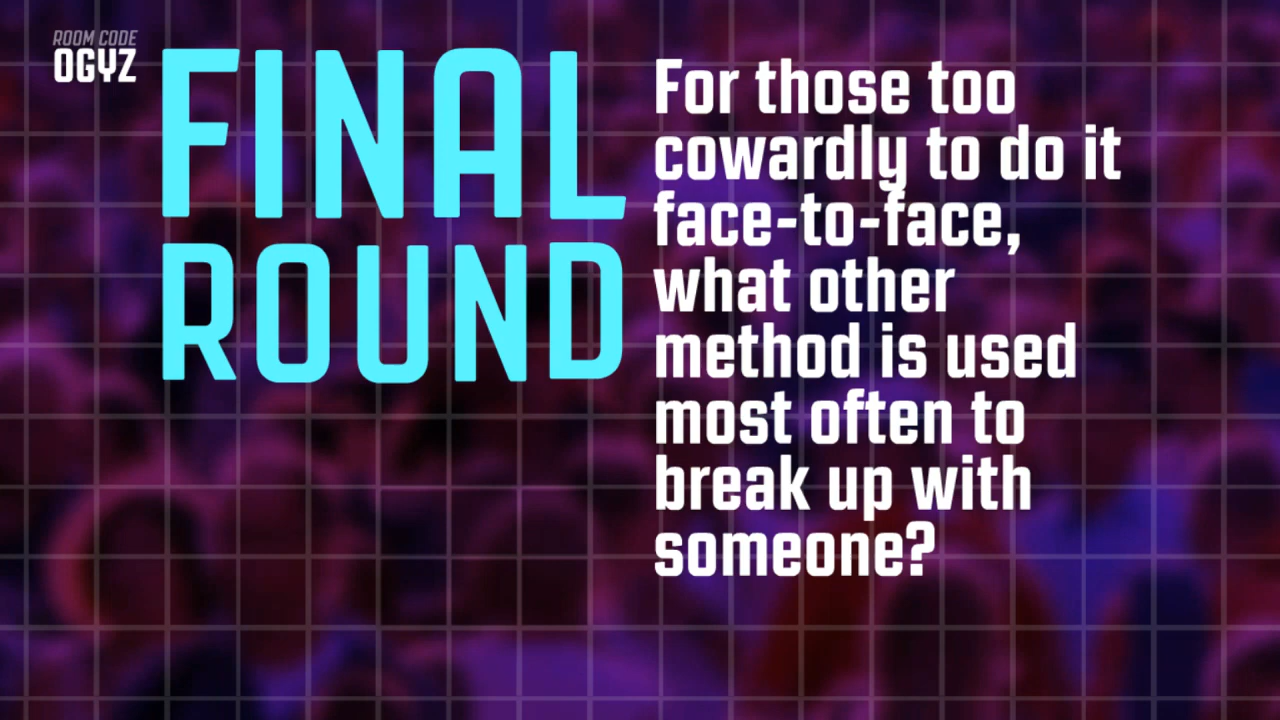 ROOM CODE
OGYZ
FINAL
ROUND
For those too
cowardly to do it
face-to-face,
what other
method is used
most often to
break up with
someone?